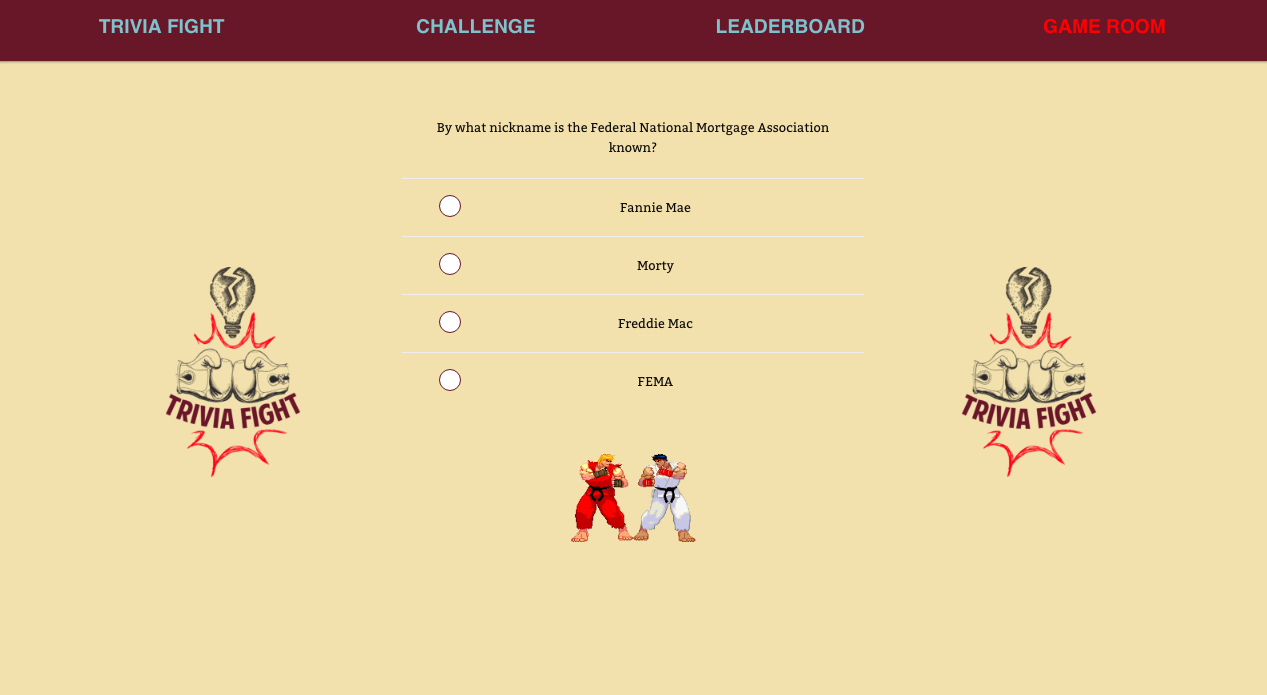 TRIVIA FIGHT CHALLENGE LEADERBOARD GAME ROOM
By what nickname is the Federal National Mortgage Association
known?
Fannie Mae
Morty
Freddie Mac
FEMA
TRIVIA FIGHT
TRIVIA FIGHT